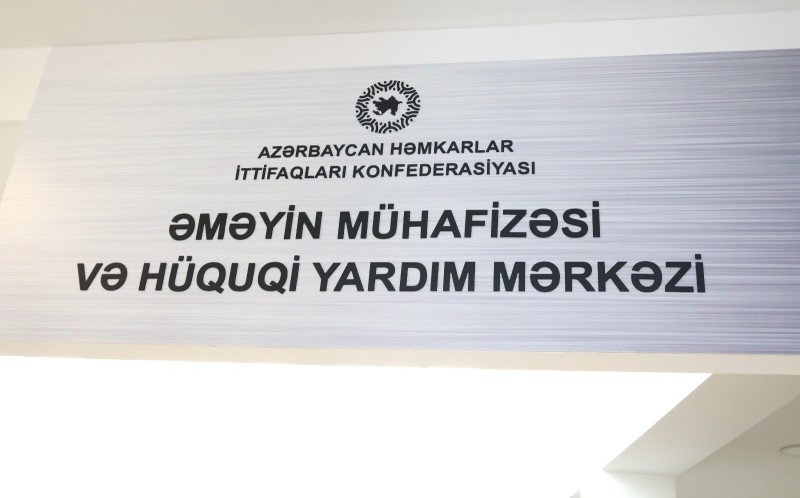 AZƏRBAYCAN HƏMKARLAR
İTTİFAQLARI KONFEDERASİYASI
ƏMƏYİN MÜHAFİZƏSİ
VƏ HÜQUQİ YARDIM MƏRKƏZİ